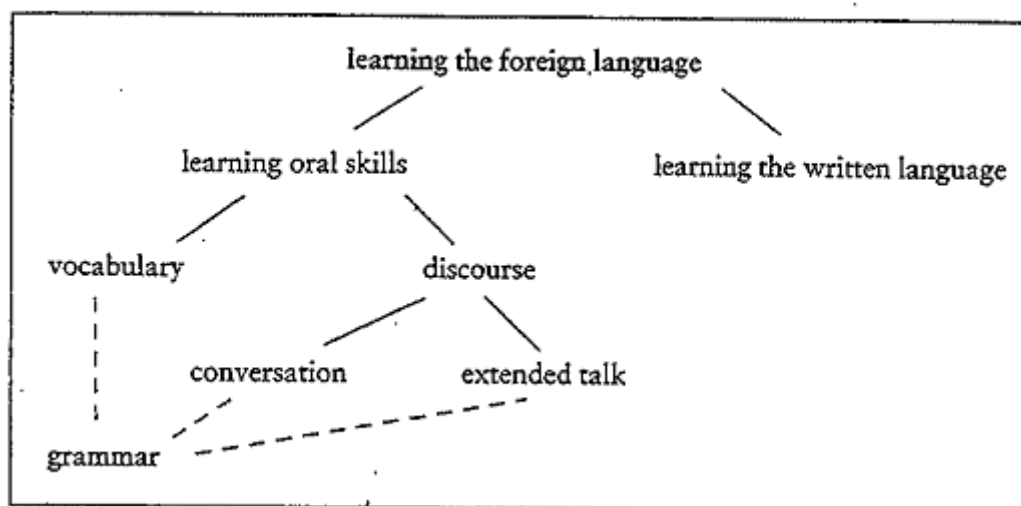 learning the foreign language
learning oral skills
learning the written language
vocabulary
discourse
conversation
extended talk
grammar